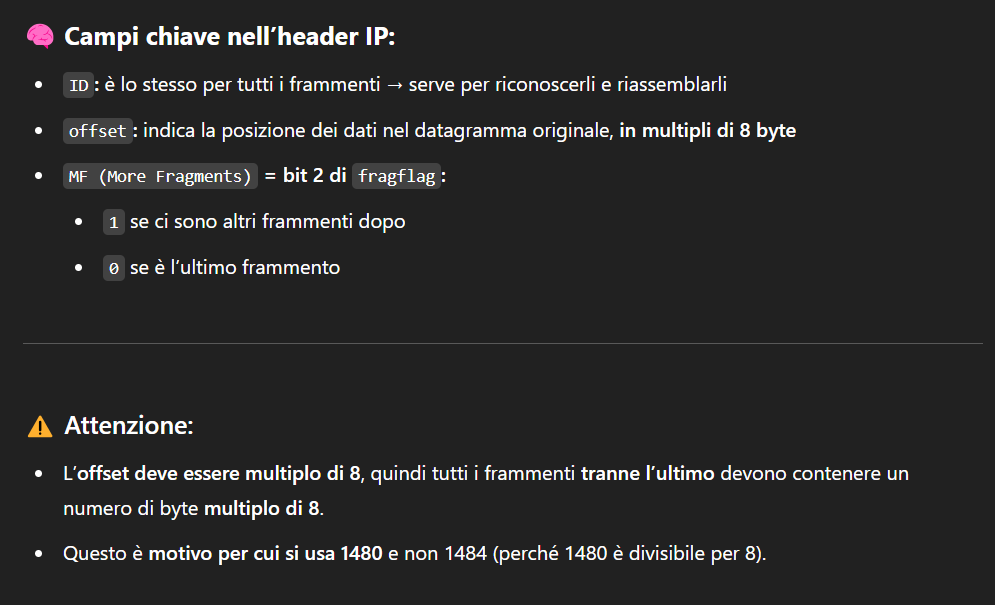 🧠 Campi chiave nell’header IP:
• ID: è lo stesso per tutti i frammenti → serve per riconoscerli e riassemblarli
• offset: indica la posizione dei dati nel datagramma originale, in multipli di 8 byte
• MF (More Fragments) = bit 2 di fragflag:
• 1 se ci sono altri frammenti dopo
• 0 se è l’ultimo frammento
⚠️ Attenzione:
• L’offset deve essere multiplo di 8, quindi tutti i frammenti tranne l’ultimo devono contenere un
numero di byte multiplo di 8.
• Questo è motivo per cui si usa 1480 e non 1484 (perché 1480 è divisibile per 8).